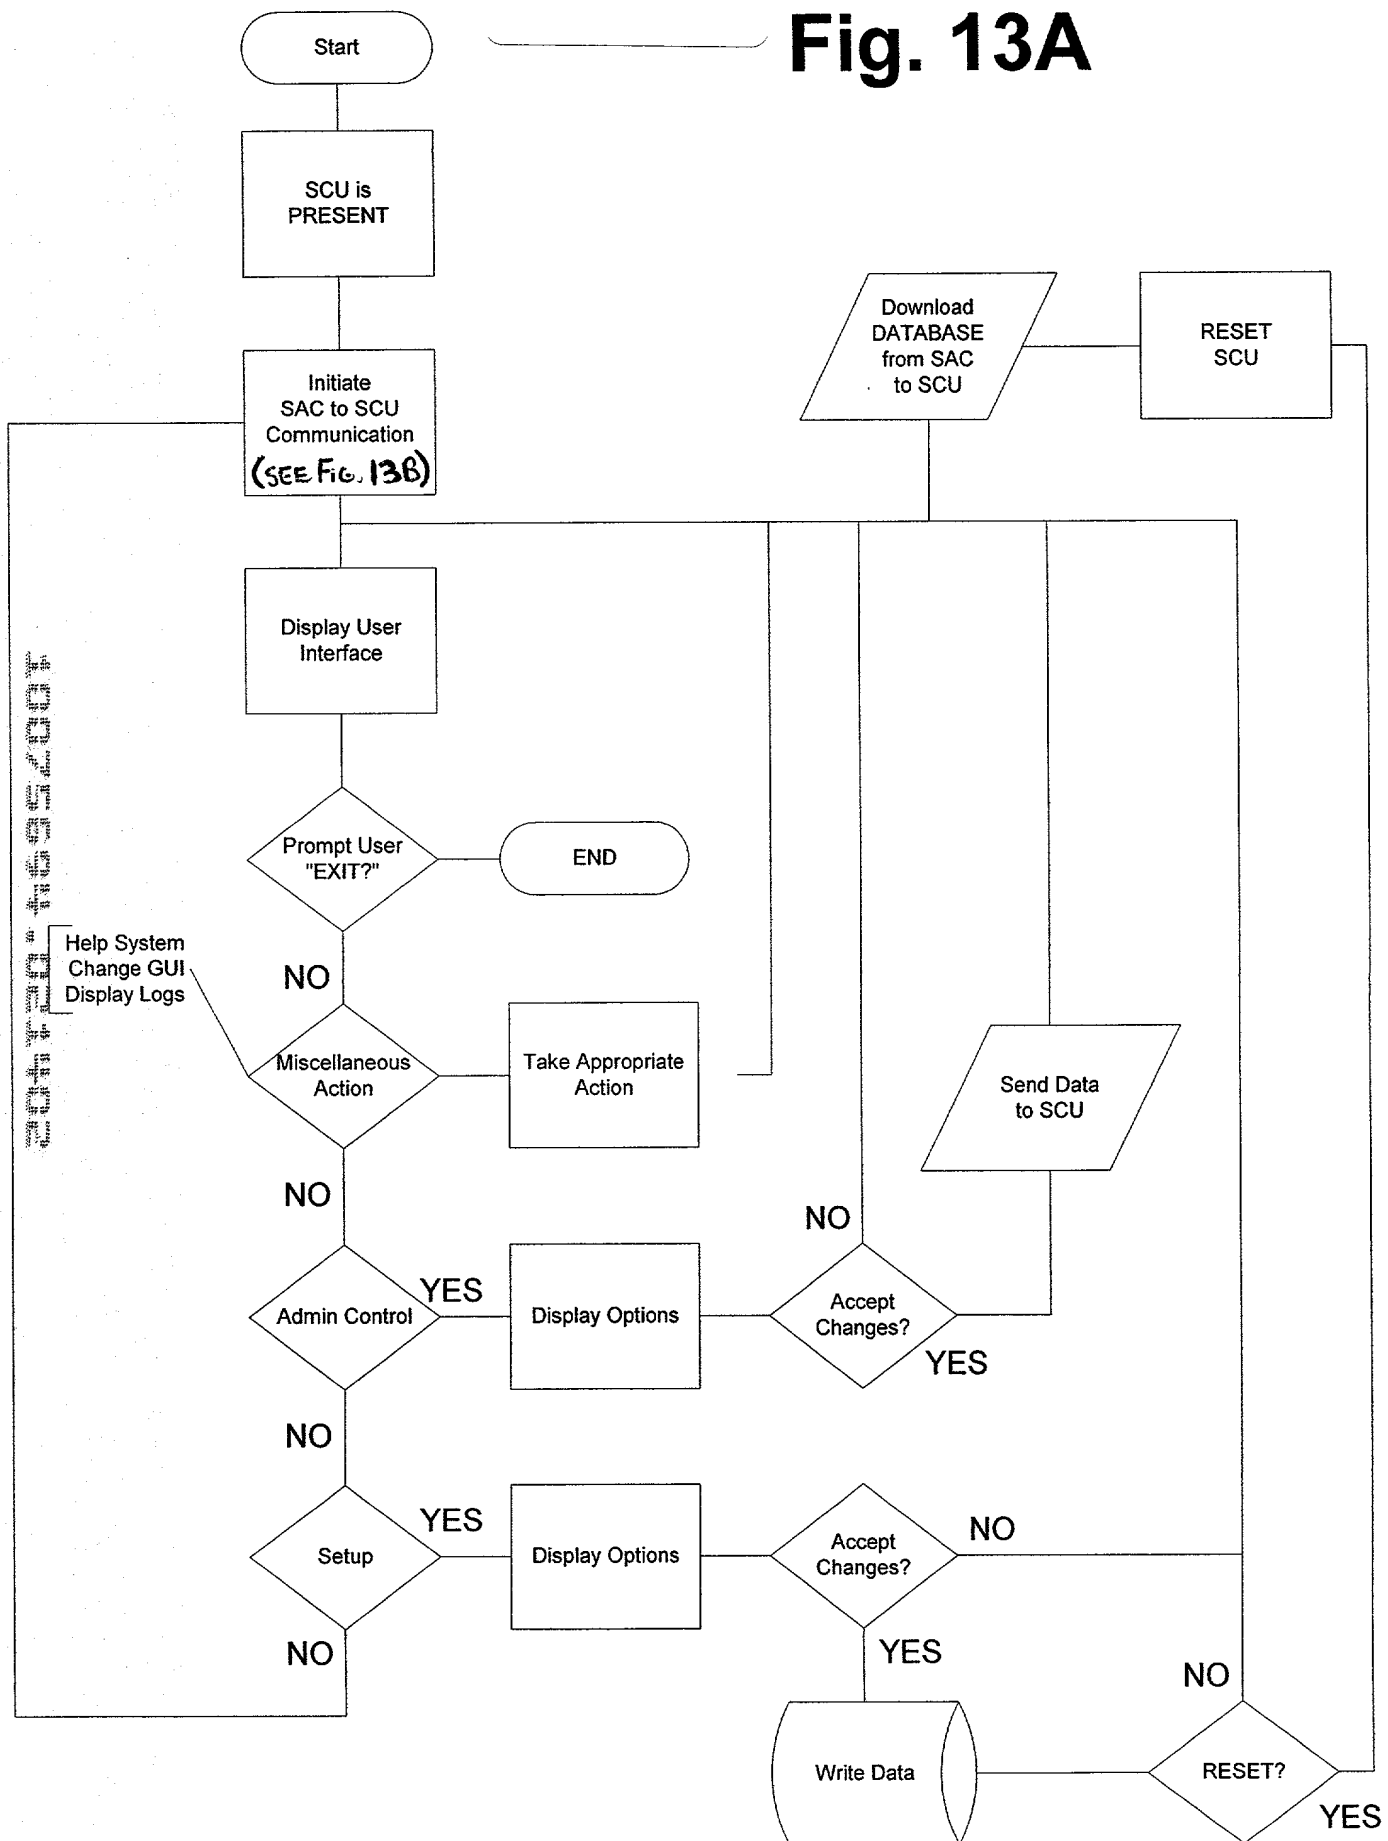 Fig. 13A
Start
SCU is
PRESENT
Initiate
SAC to SCU
Communication
(SEE FIG. 13B)
Download
DATABASE
from SAC
to SCU
RESET
SCU
Display User
Interface
Prompt User
"EXIT?"
END
NO
Help System
Change GUI
Display Logs
Miscellaneous
Action
Take Appropriate
Action
Send Data
to SCU
NO
NO
Admin Control
YES
Display Options
Accept
Changes?
YES
NO
Setup
YES
Display Options
Accept
Changes?
NO
NO
YES
Write Data
NO
RESET?
YES